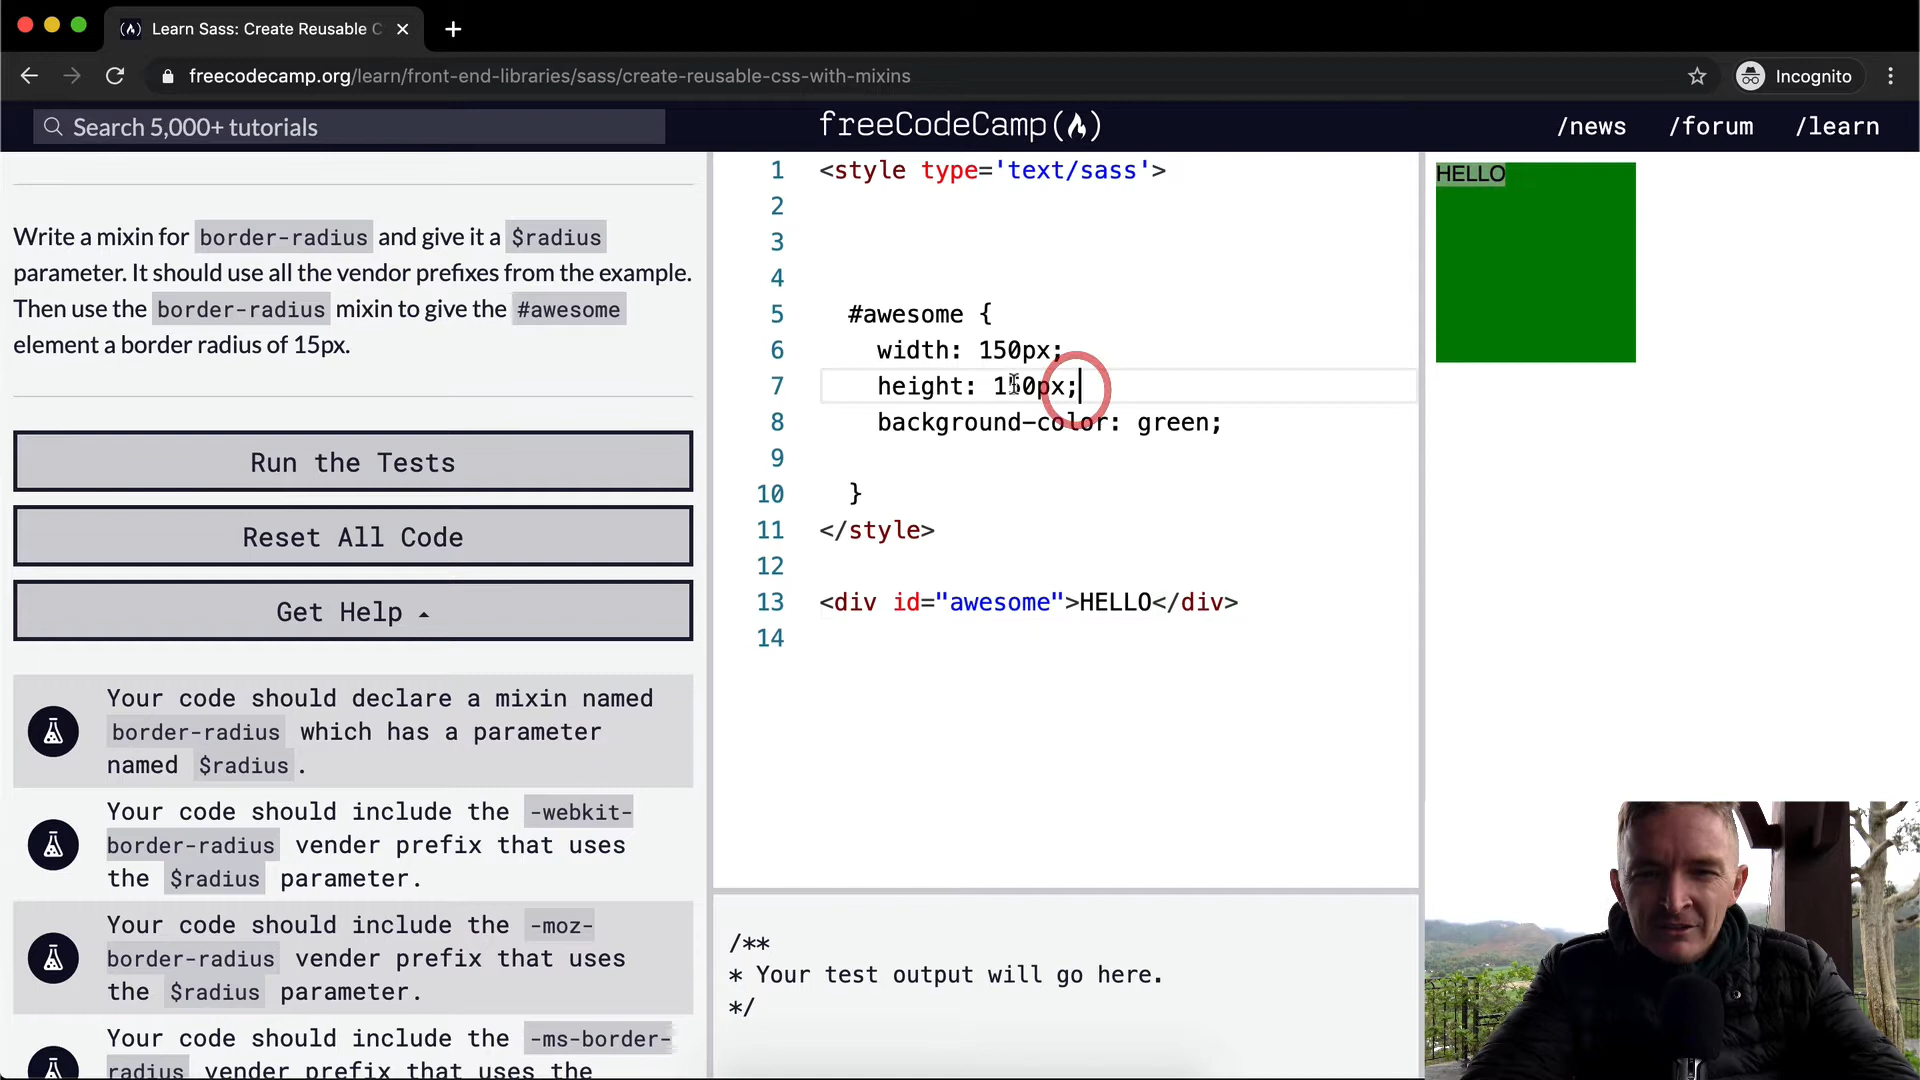 Learn Sass: Create Reusable C
freecodecamp.org/learn/front-end-libraries/sass/create-reusable-css-with-mixins
Incognito
Search 5,000+ tutorials
freeCodeCamp
/news
/forum
/learn
Write a mixin for border-radius and give it a $radius
parameter. It should use all the vendor prefixes from the example.
Then use the border-radius mixin to give the #awesome
element a border radius of 15px.
Run the Tests
Reset All Code
Get Help
Your code should declare a mixin named
border-radius which has a parameter
named $radius.
Your code should include the -webkit-
border-radius vender prefix that uses
the $radius parameter.
Your code should include the -moz-
border-radius vender prefix that uses
the $radius parameter.
Your code should include the -ms-border-
radius vender prefix that uses the
1 <style type='text/sass'>
2
3
4
5 #awesome {
6 width: 150px;
7 height: 150px;
8 background-color: green;
9
10 }
11 </style>
12
13 <div id="awesome">HELLO</div>
14
/**
* Your test output will go here.
*/
HELLO